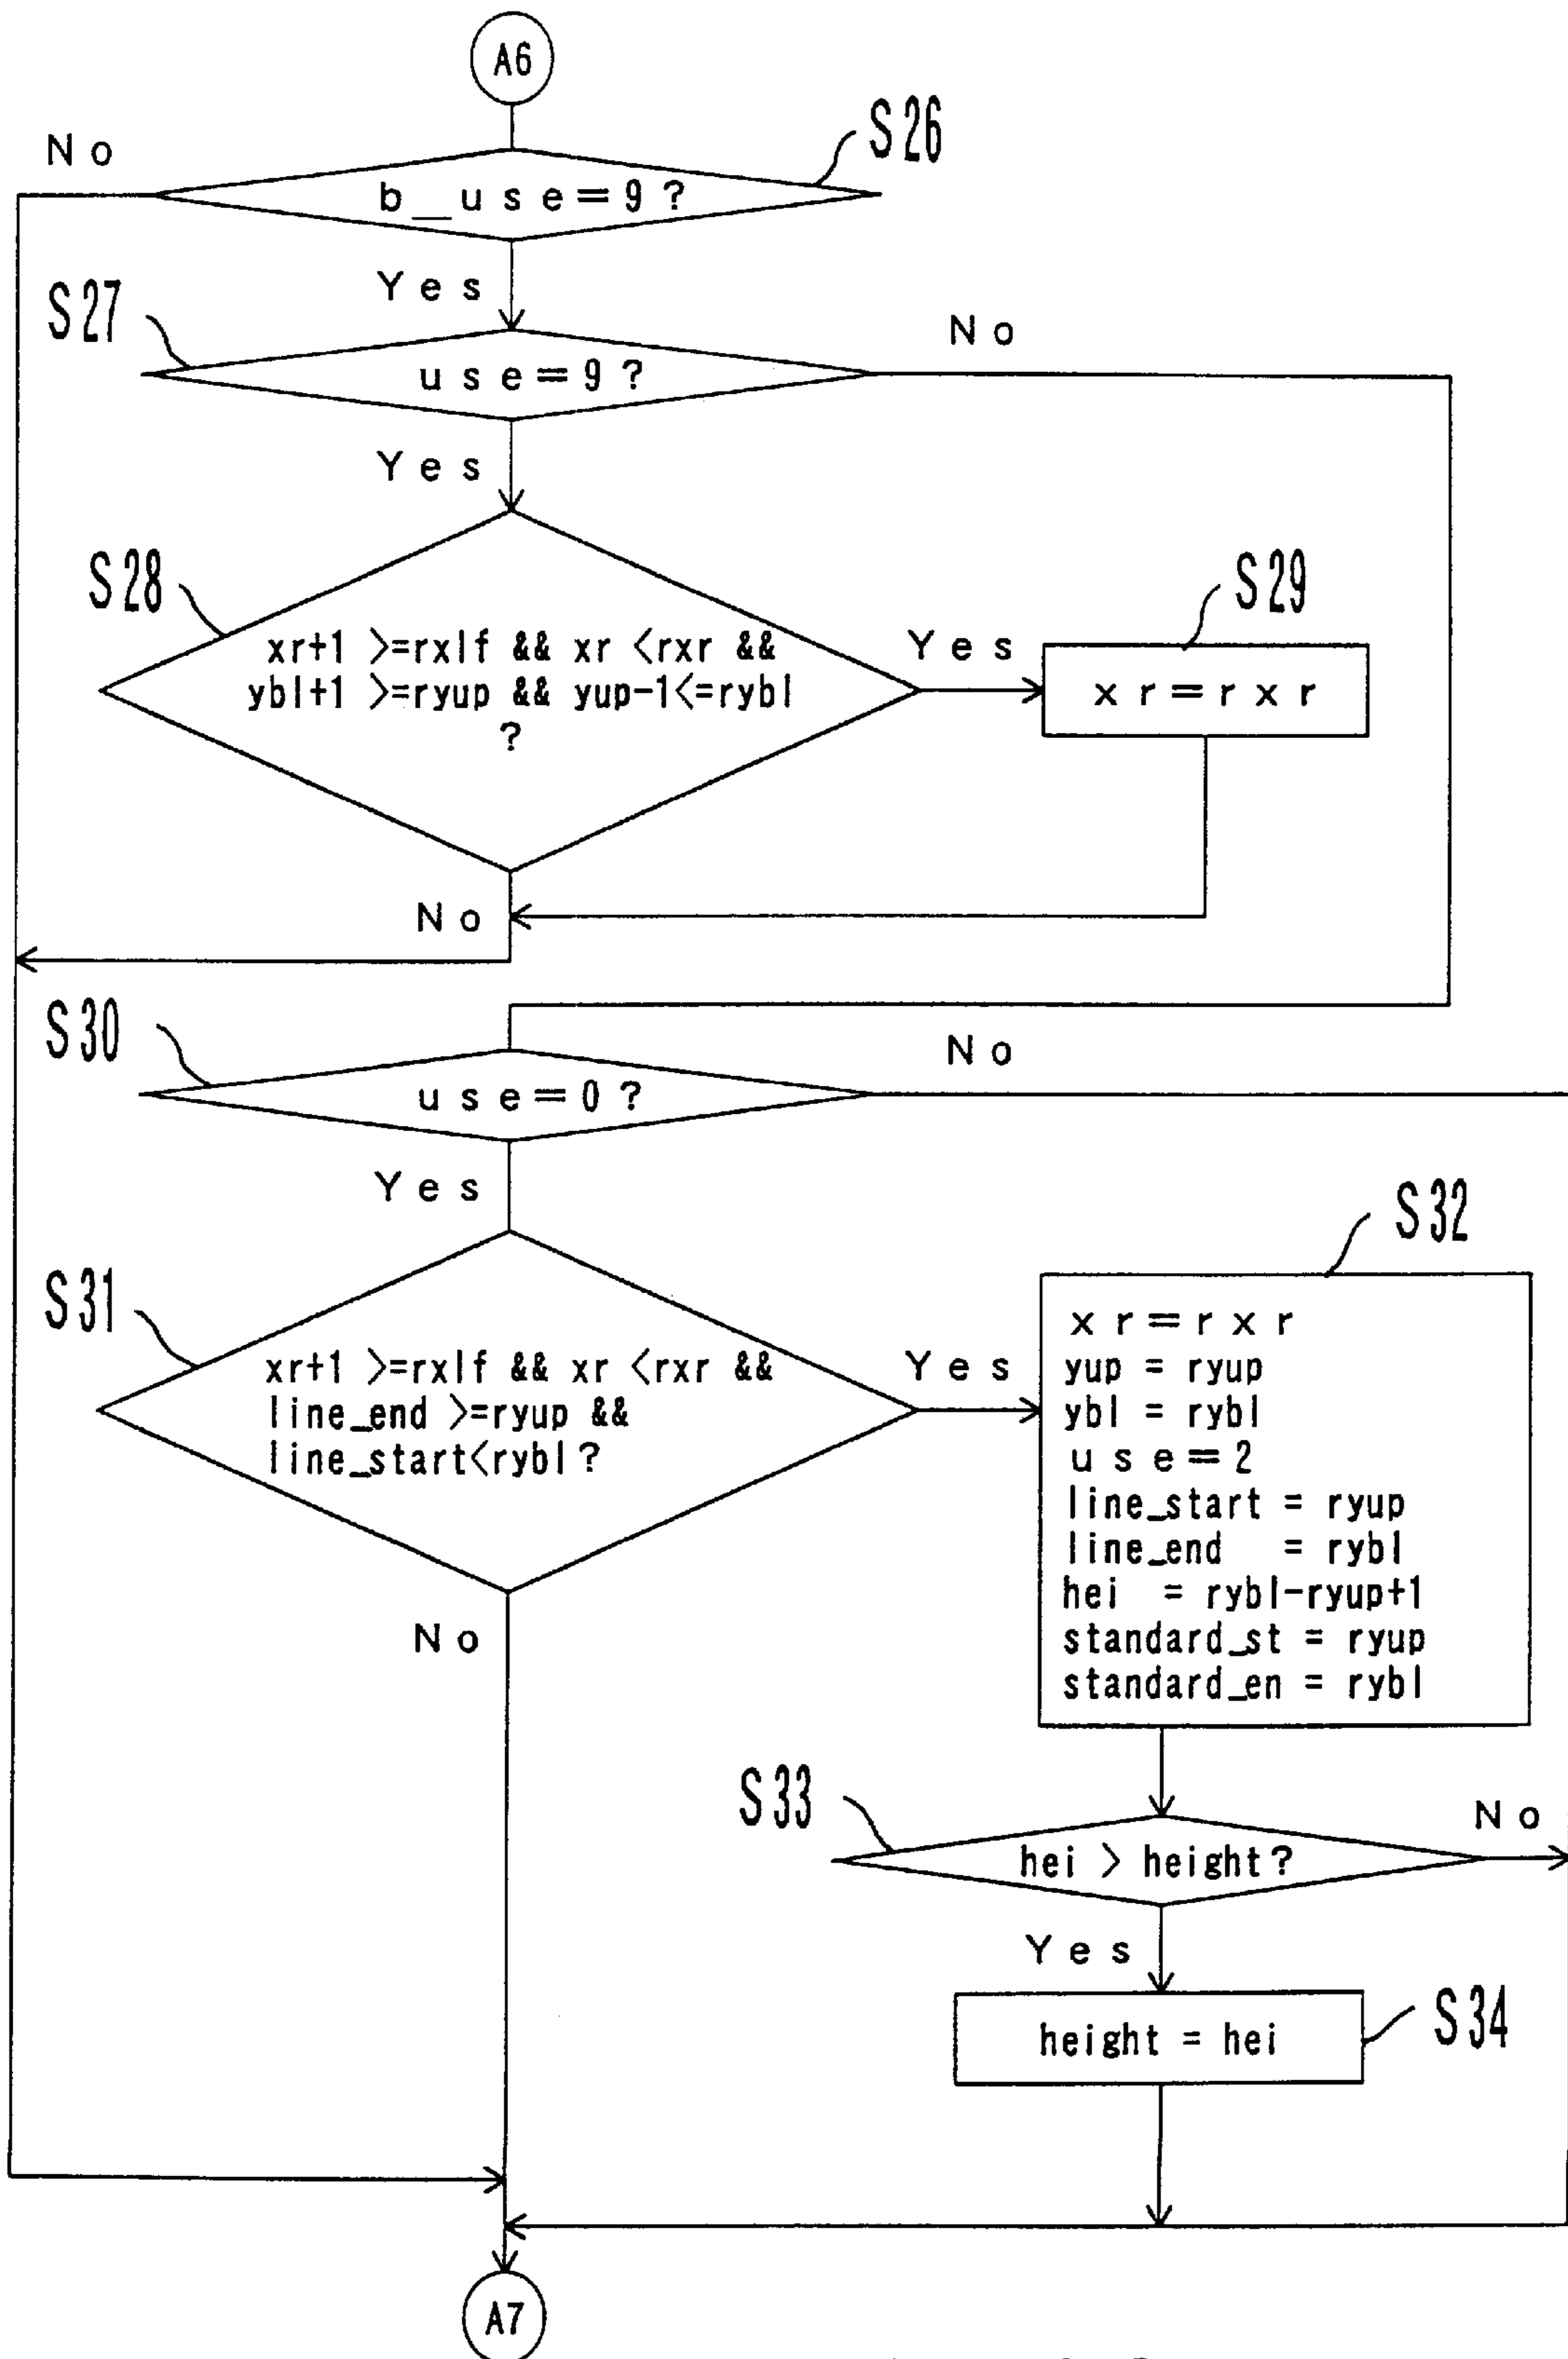 A6
S26
No
b_use=9?
Yes
S27
No
use=9?
Yes
S28
xr+1 >=rxlf && xr <rxr &&
ybl+1 >=ryup && yup-1<=rybl
?
Yes
S29
xr=rxr
No
S30
No
use=0?
Yes
S31
xr+1 >=rxlf && xr <rxr &&
line_end >=ryup &&
line_start<rybl?
Yes
S32
xr=rxr
yup = ryup
ybl = rybl
use=2
line_start = ryup
line_end = rybl
hei = rybl-ryup+1
standard_st = ryup
standard_en = rybl
No
S33
No
hei > height?
Yes
S34
height = hei
A7